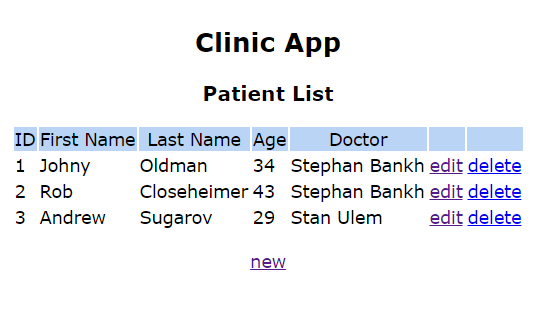 Clinic App
Patient List
ID First Name Last Name Age Doctor
1 Johny Oldman 34 Stephan Bankh edit delete
2 Rob Closeheimer 43 Stephan Bankh edit delete
3 Andrew Sugarov 29 Stan Ulem edit delete
new